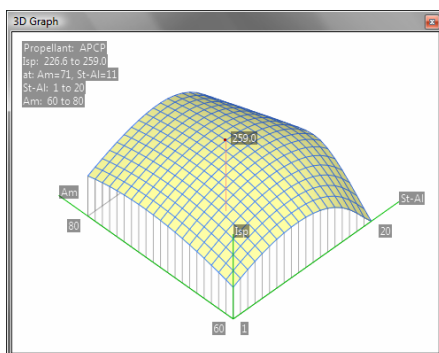 3D Graph
Propellant: APCP
Isp: 226.6 to 259.0
at: Am=71, St-Al=11
St-Al: 1 to 20
Am: 60 to 80
259.0
Am
St-Al
80
Isp
20
60
1